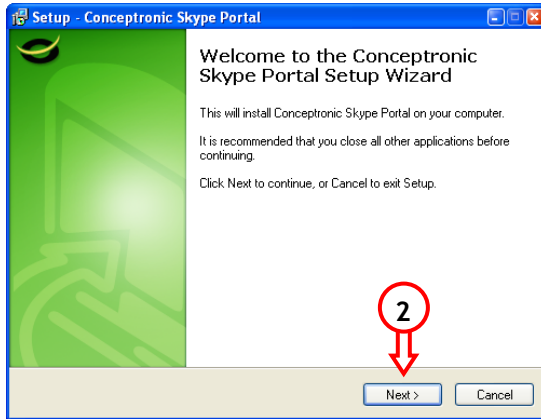 Setup - Conceptronic Skype Portal
Welcome to the Conceptronic
Skype Portal Setup Wizard
This will install Conceptronic Skype Portal on your computer.
It is recommended that you close all other applications before
continuing.
Click Next to continue, or Cancel to exit Setup.
2
Next >
Cancel